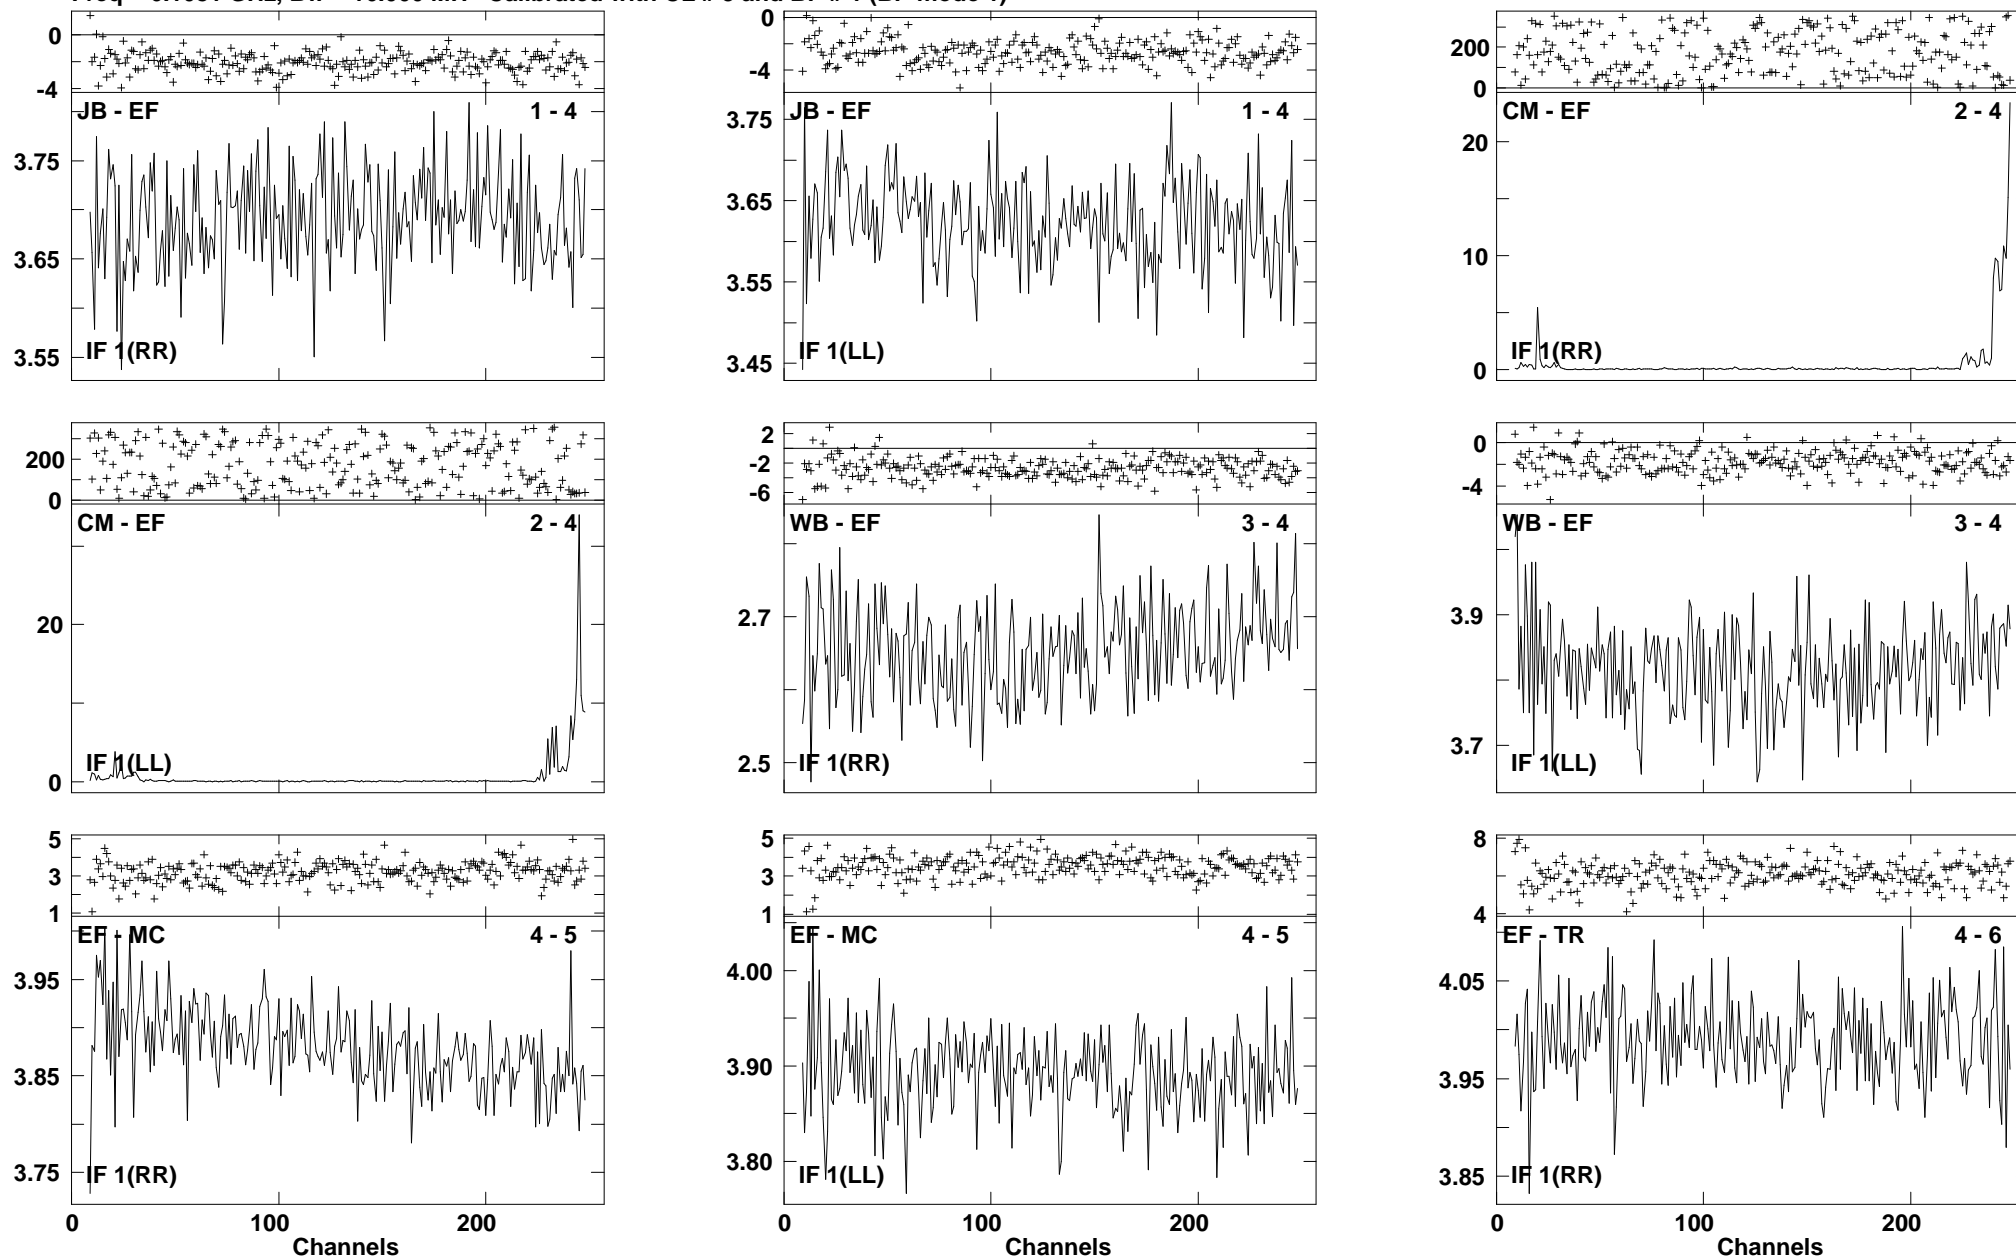 0
-4
JB - EF 1 - 4
3.75
3.65
3.55
IF 1(RR)
0
-4
JB - EF 1 - 4
3.75
3.65
3.55
3.45
IF 1(LL)
200
0
CM - EF 2 - 4
20
10
0
IF 1(RR)
200
0
CM - EF 2 - 4
20
0
IF 1(LL)
2
-2
-6
WB - EF 3 - 4
2.7
2.5
IF 1(RR)
0
-4
WB - EF 3 - 4
3.9
3.7
IF 1(LL)
5
3
1
EF - MC 4 - 5
3.95
3.85
3.75
IF 1(RR)
0 100 200
Channels
5
3
1
EF - MC 4 - 5
4.00
3.90
3.80
IF 1(LL)
0 100 200
Channels
8
4
EF - TR 4 - 6
4.05
3.95
3.85
IF 1(RR)
0 100 200
Channels